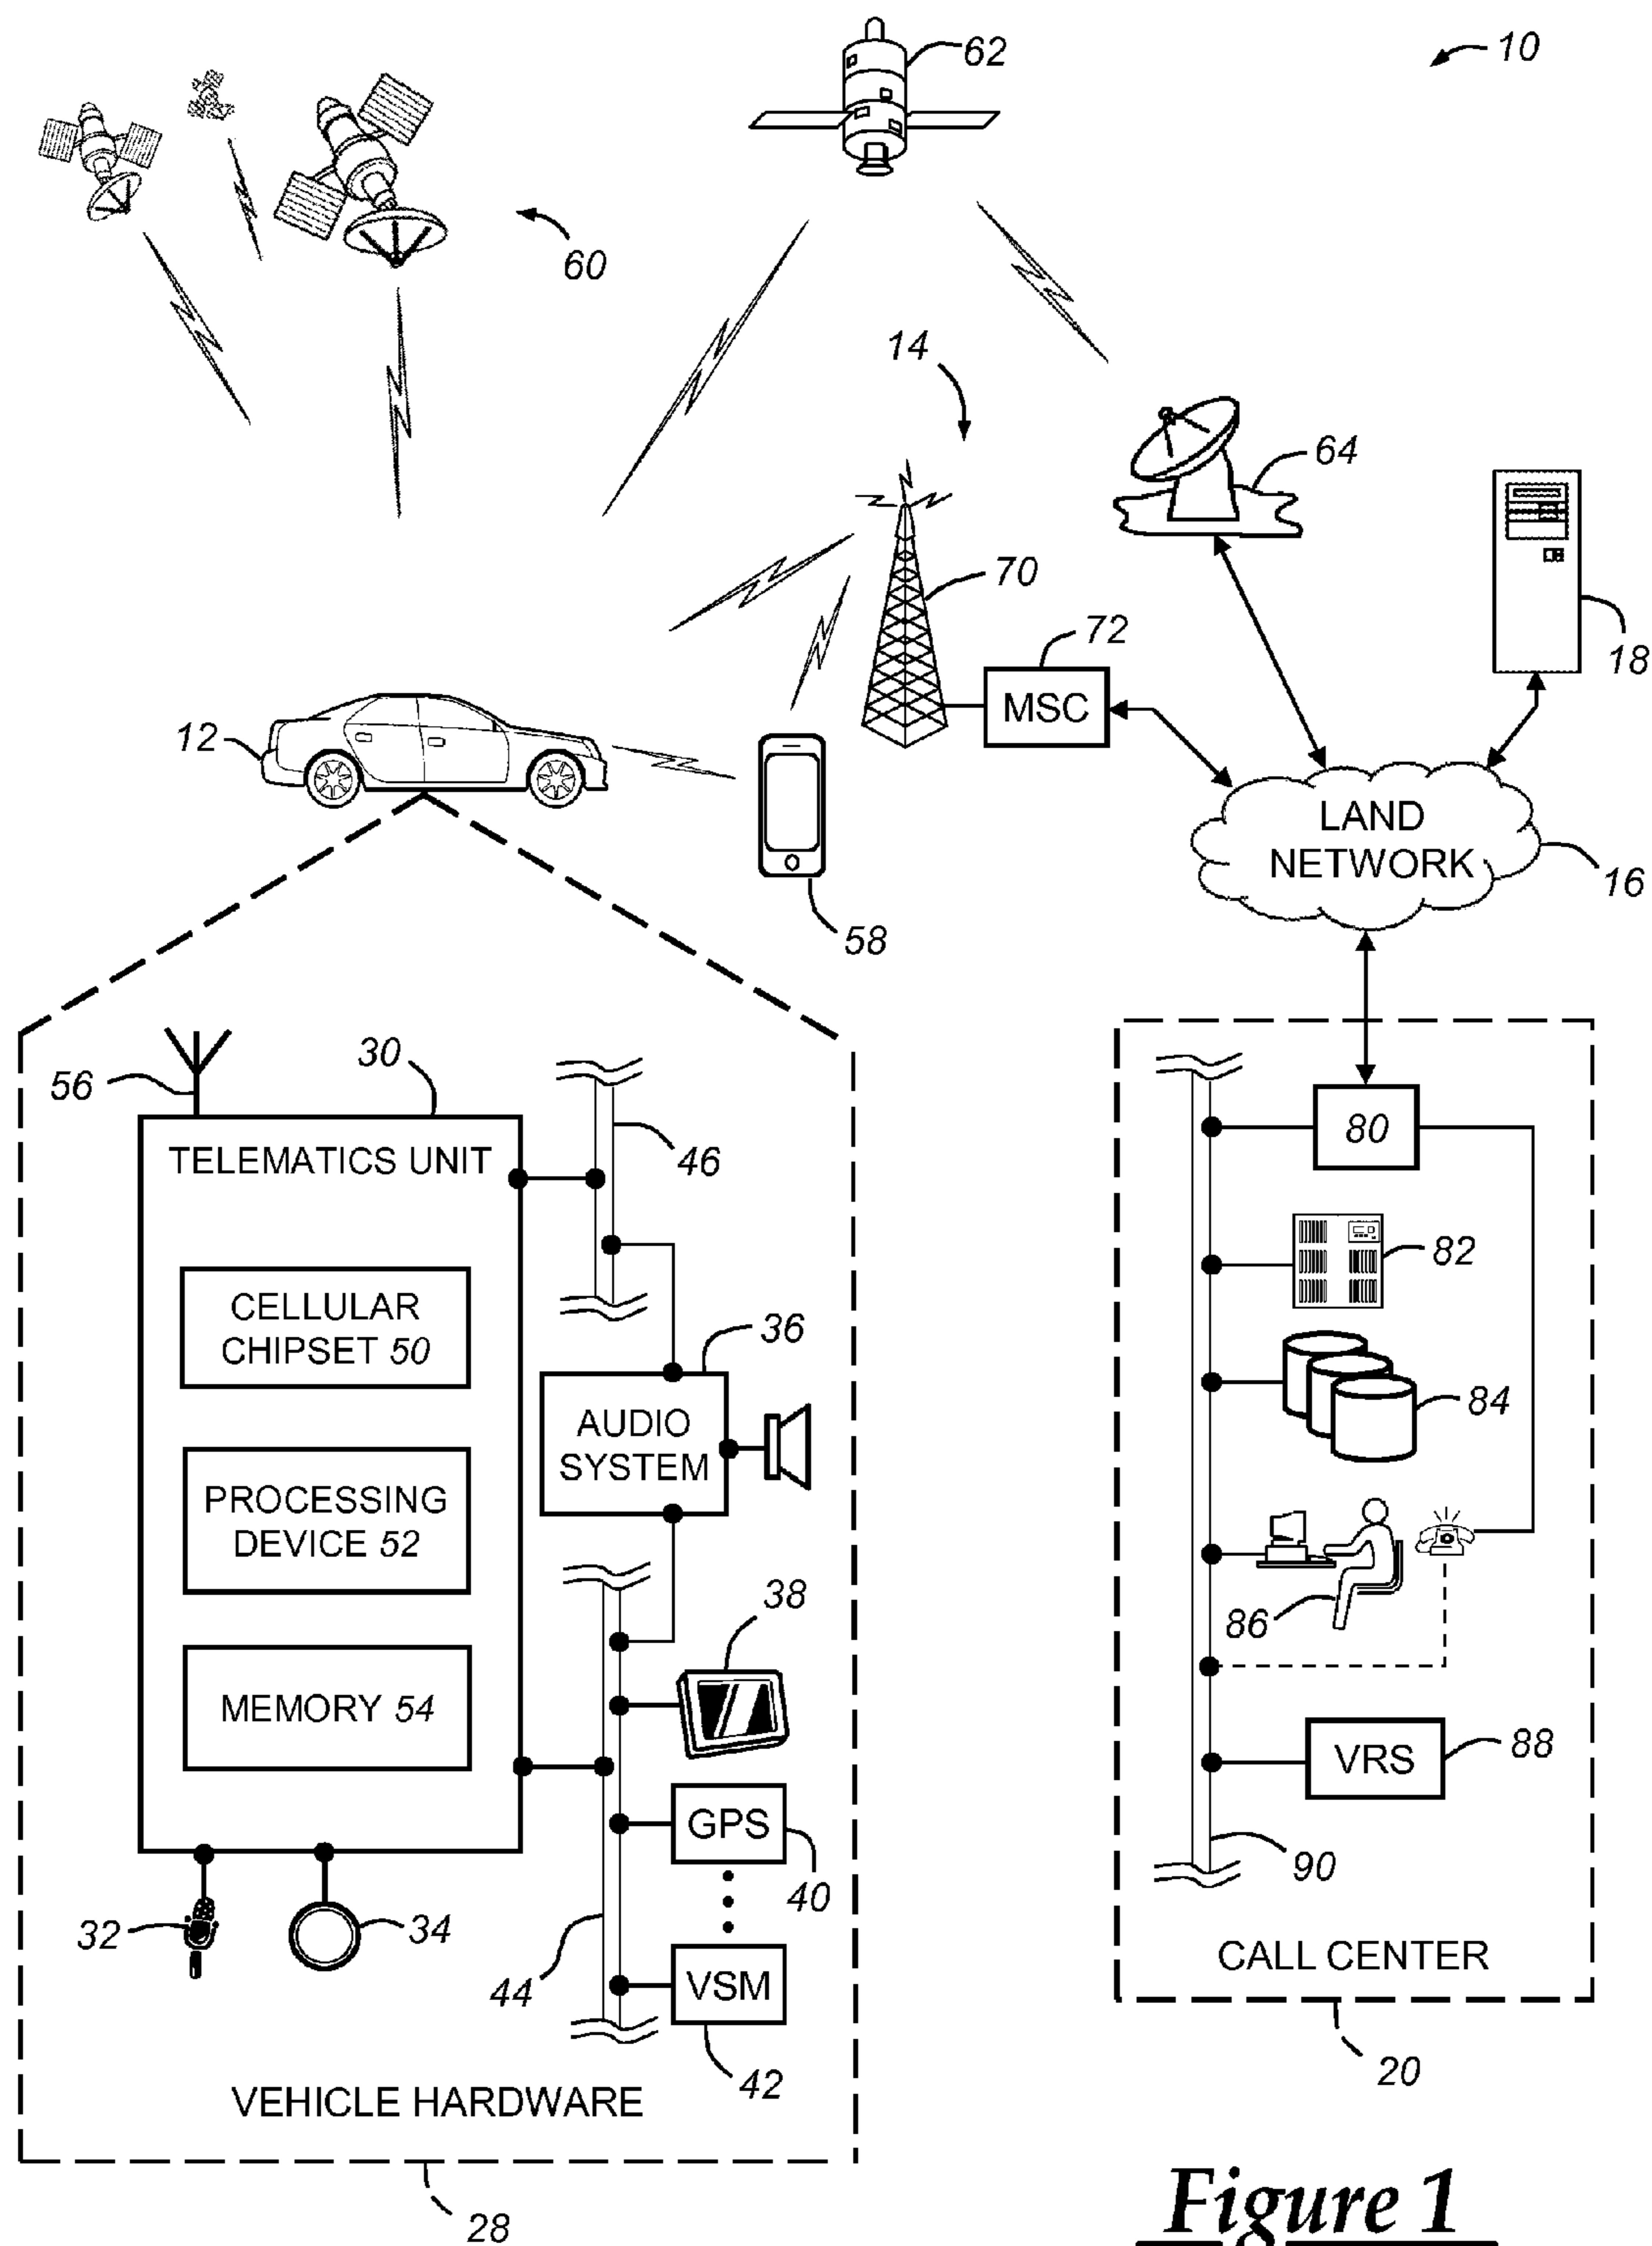 10
62
60
14
64
70
72
MSC
18
12
LAND
NETWORK
16
58
30
56
TELEMATICS UNIT
46
80
CELLULAR
CHIPSET 50
82
36
AUDIO
SYSTEM
84
PROCESSING
DEVICE 52
38
86
MEMORY 54
VRS
88
GPS
40
90
32
34
44
VSM
42
CALL CENTER
20
VEHICLE HARDWARE
28
Figure 1